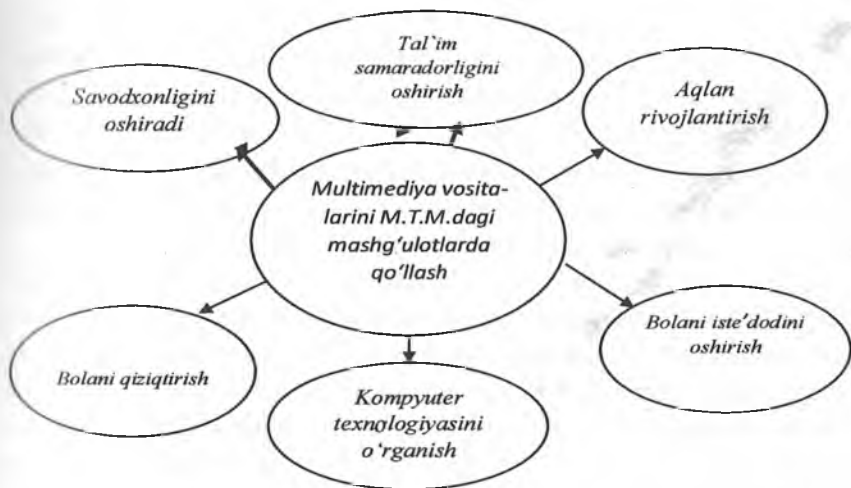 Tal`im
samaradorligini
oshirish
Savodxonligini
oshiradi
Aqlan
rivojlantirish
Multimediya vosita-
larini M.T.M.dagi
mashg‘ulotlarda
qo‘llash
Bolani qiziqtirish
Bolani iste’dodini
oshirish
Kompyuter
texnologiyasini
o‘rganish